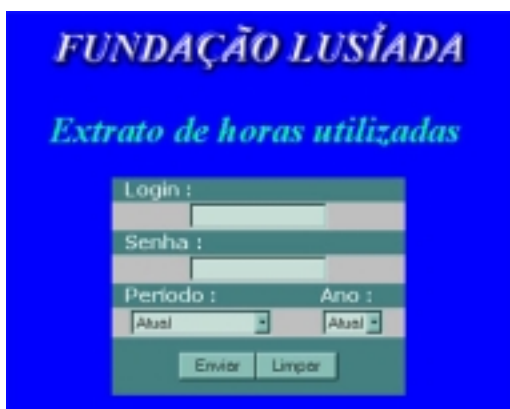 FUNDAÇÃO LUSÍADA
Extrato de horas utilizadas
Login :
Senha :
Período : Ano :
Atual Atual
Enviar Limpar